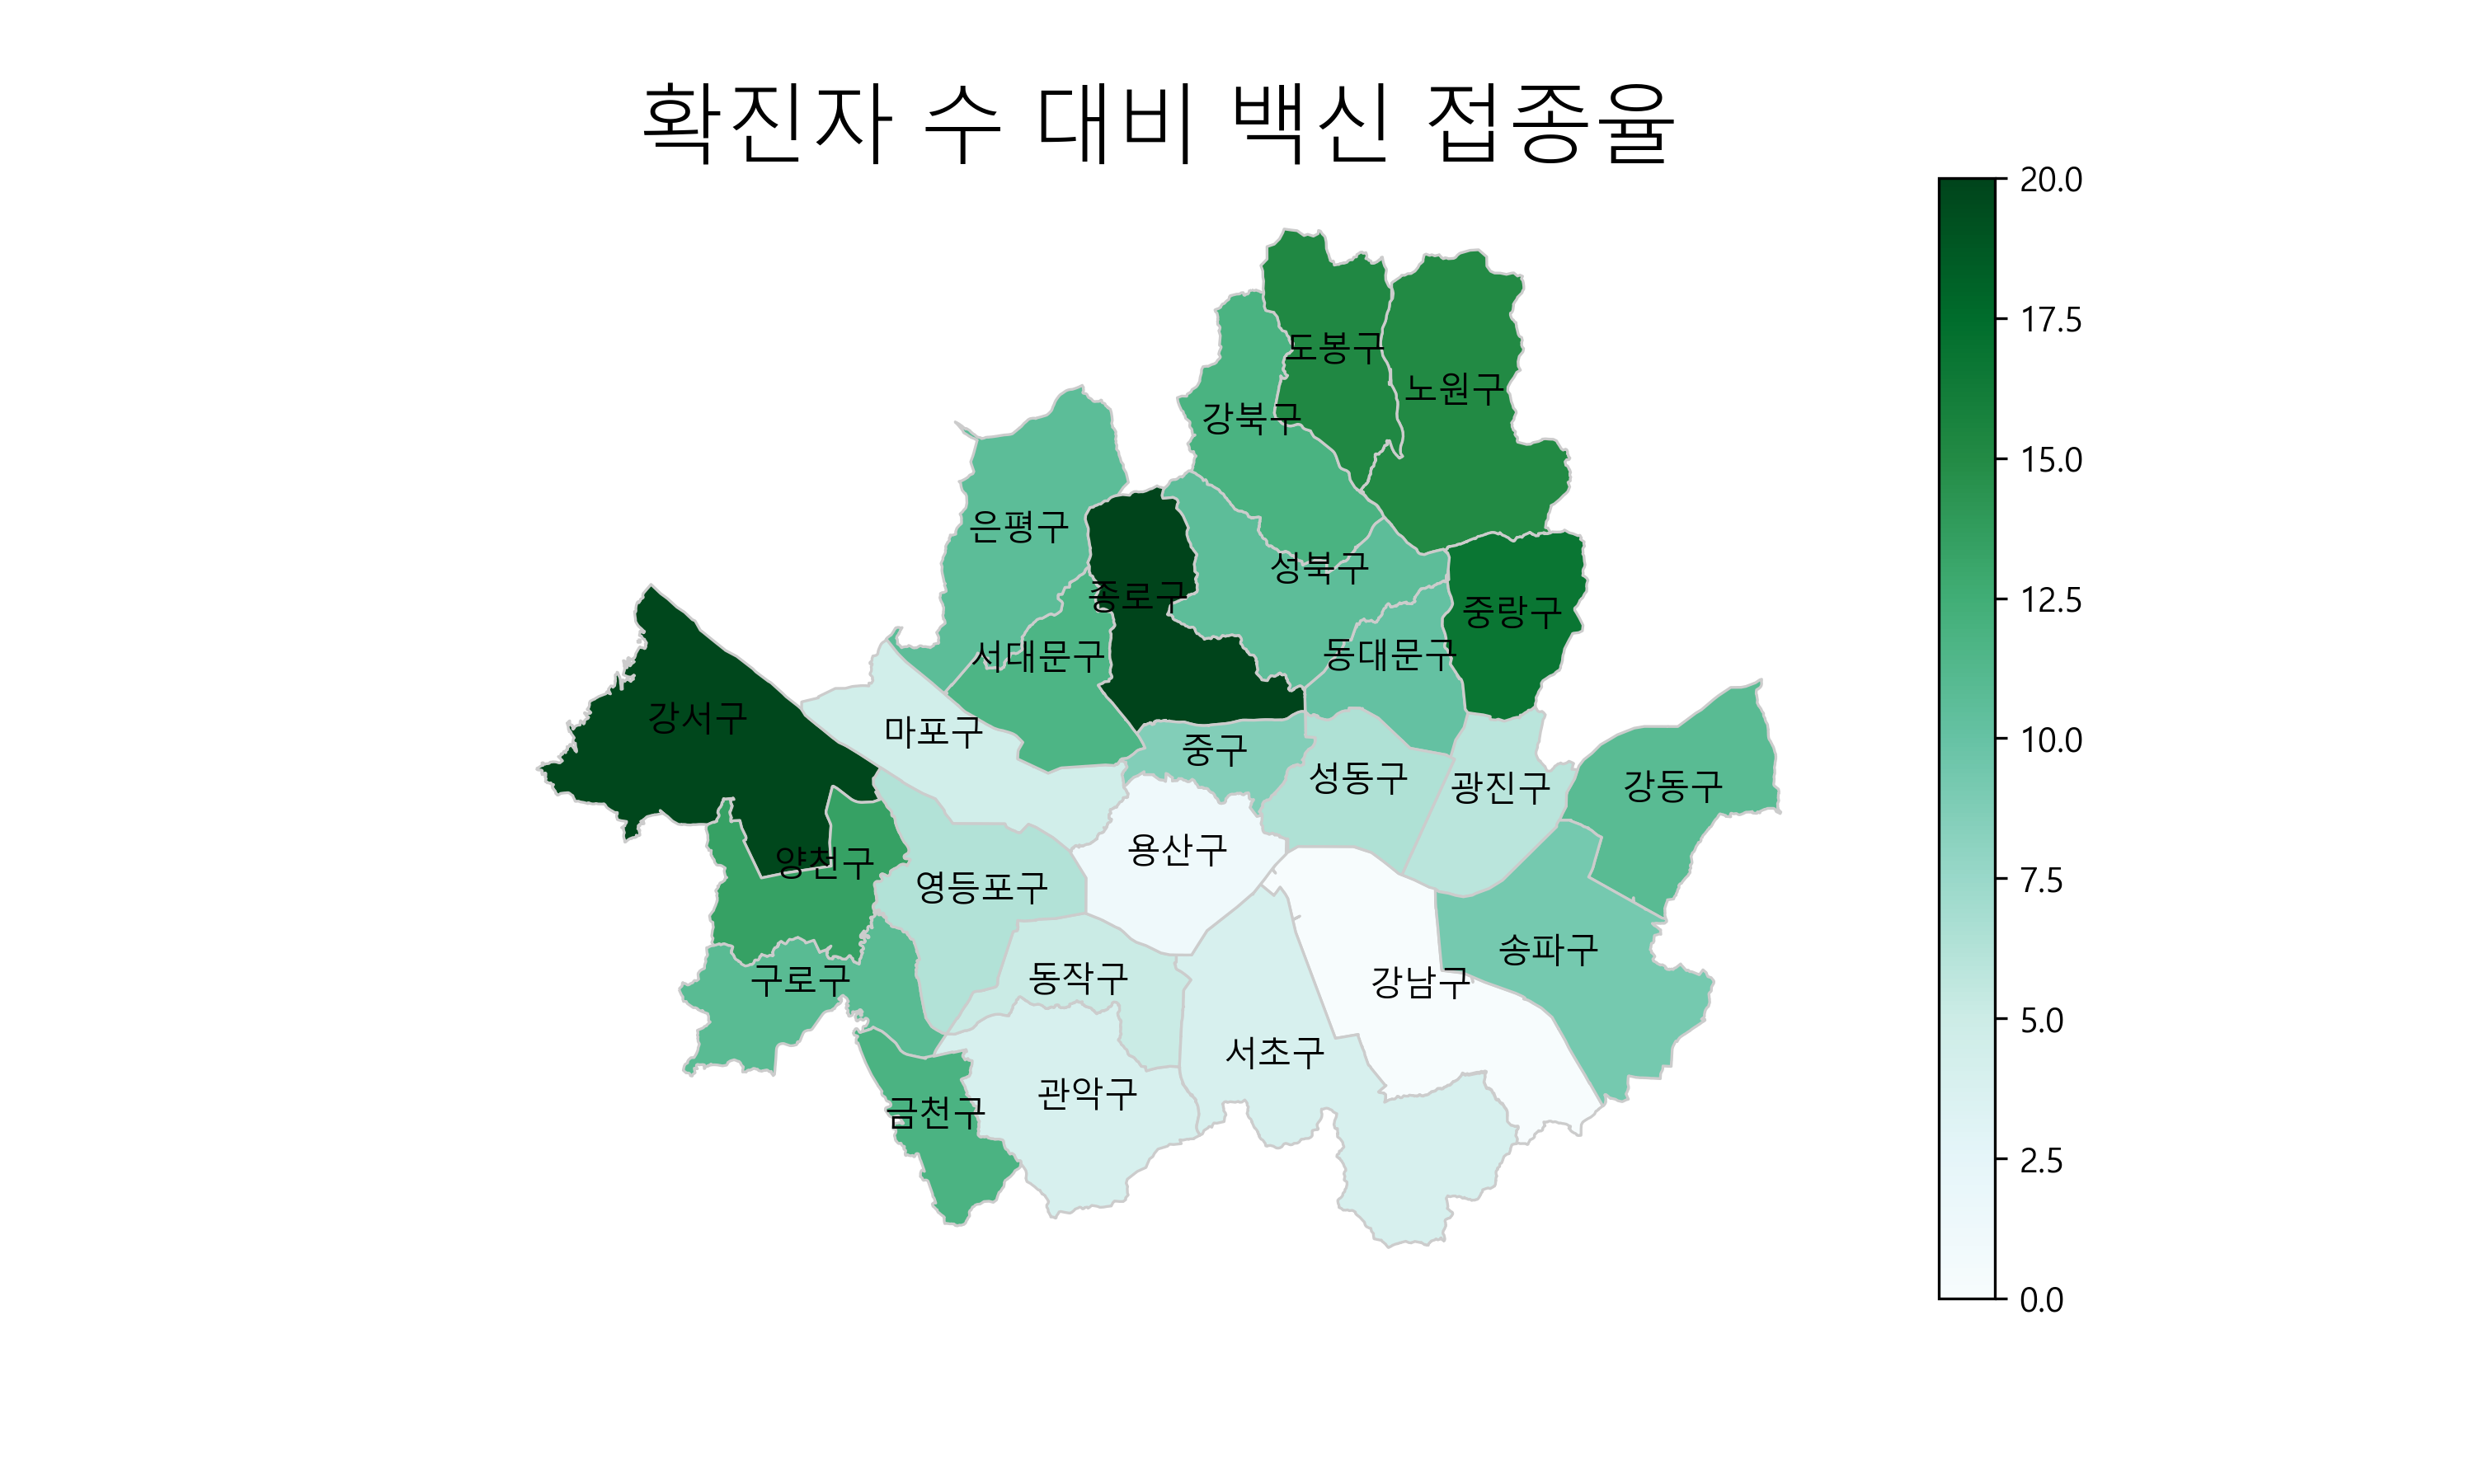 확진자 수 대비 백신 접종율
20.0
17.5
15.0
12.5
10.0
7.5
5.0
2.5
0.0
도봉구
노원구
강북구
은평구
성북구
종로구
중랑구
서대문구
동대문구
강서구
마포구
중구
성동구
광진구
강동구
양천구
용산구
영등포구
송파구
구로구
동작구
강남구
서초구
관악구
금천구